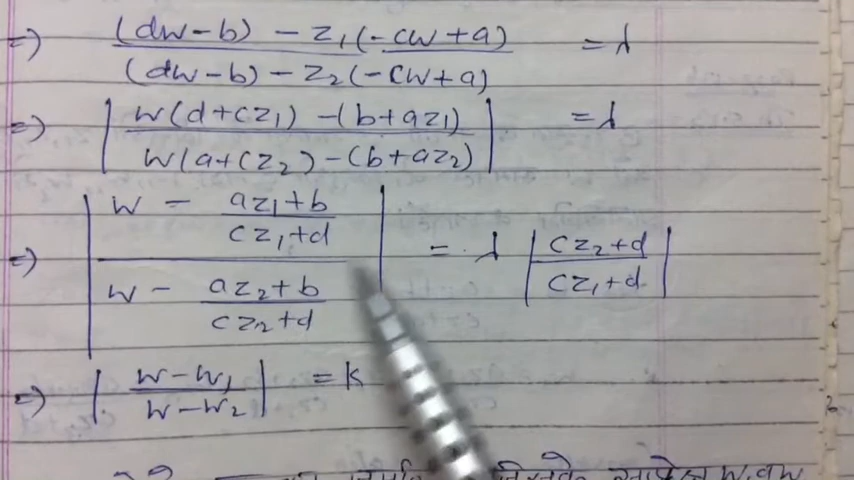 ⇒ (dw-b) - z₁(-cw+a) / (dw-b) - z₂(-cw+a) = λ
⇒ | w(d+cz₁) - (b+az₁) / w(a+cz₂) - (b+az₂) | = λ
⇒ | w - (az₁+b / cz₁+d) / w - (az₂+b / cz₂+d) | = λ | cz₂+d / cz₁+d |
⇒ | w-w₁ / w-w₂ | = k